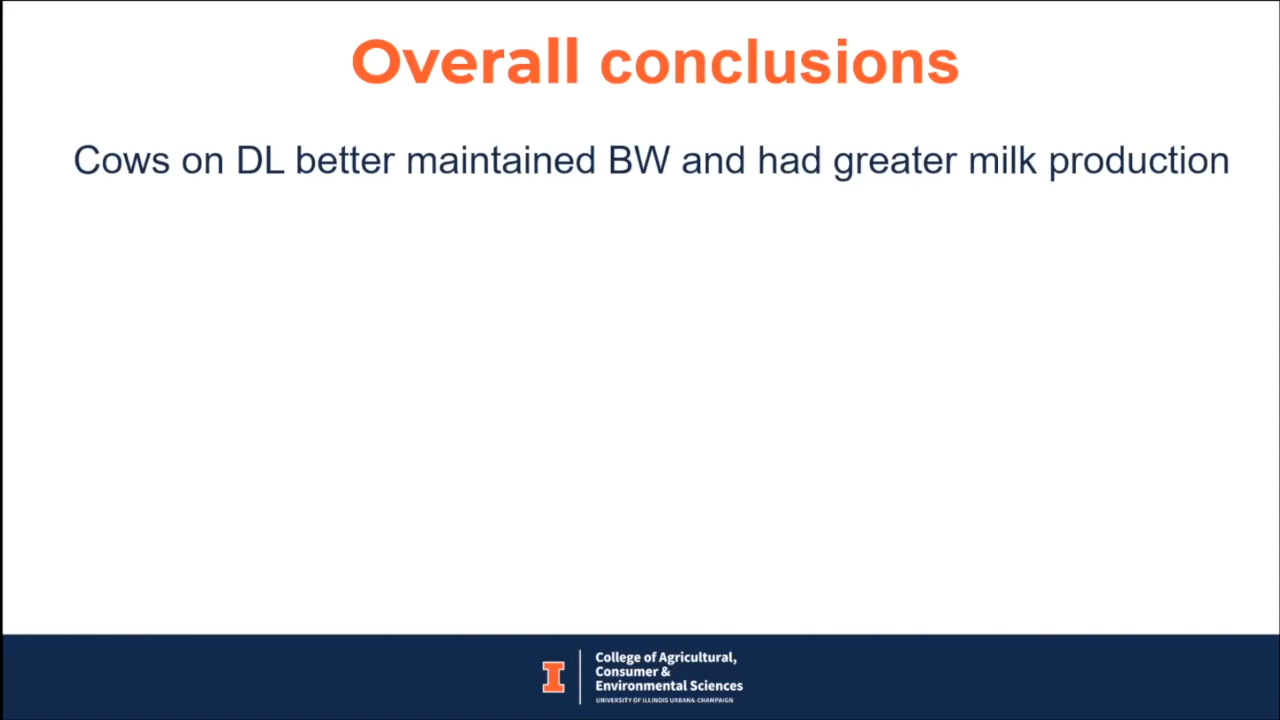 Overall conclusions
Cows on DL better maintained BW and had greater milk production
I
College of Agricultural,
Consumer &
Environmental Sciences
UNIVERSITY OF ILLINOIS URBANA-CHAMPAIGN